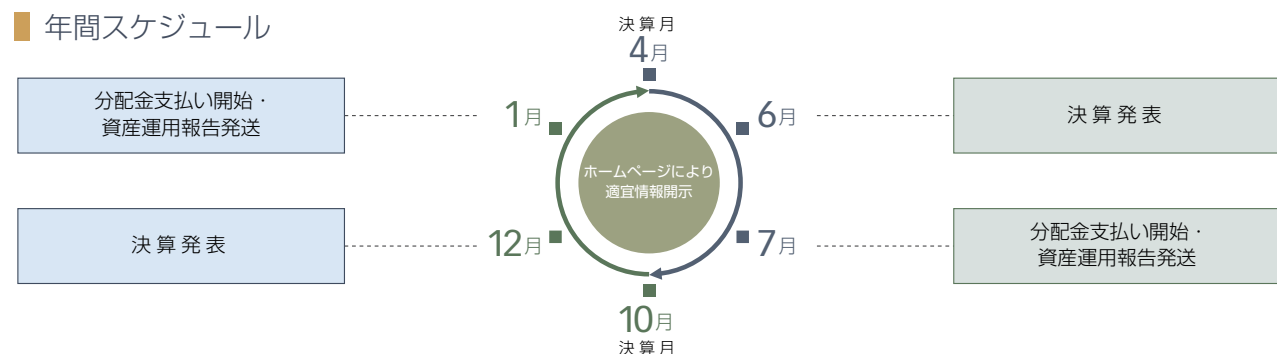 年間スケジュール
決算月
4月
分配金支払い開始・
資産運用報告発送
1月
6月
決算発表
ホームページにより
適宜情報開示
決算発表
12月
7月
分配金支払い開始・
資産運用報告発送
10月
決算月